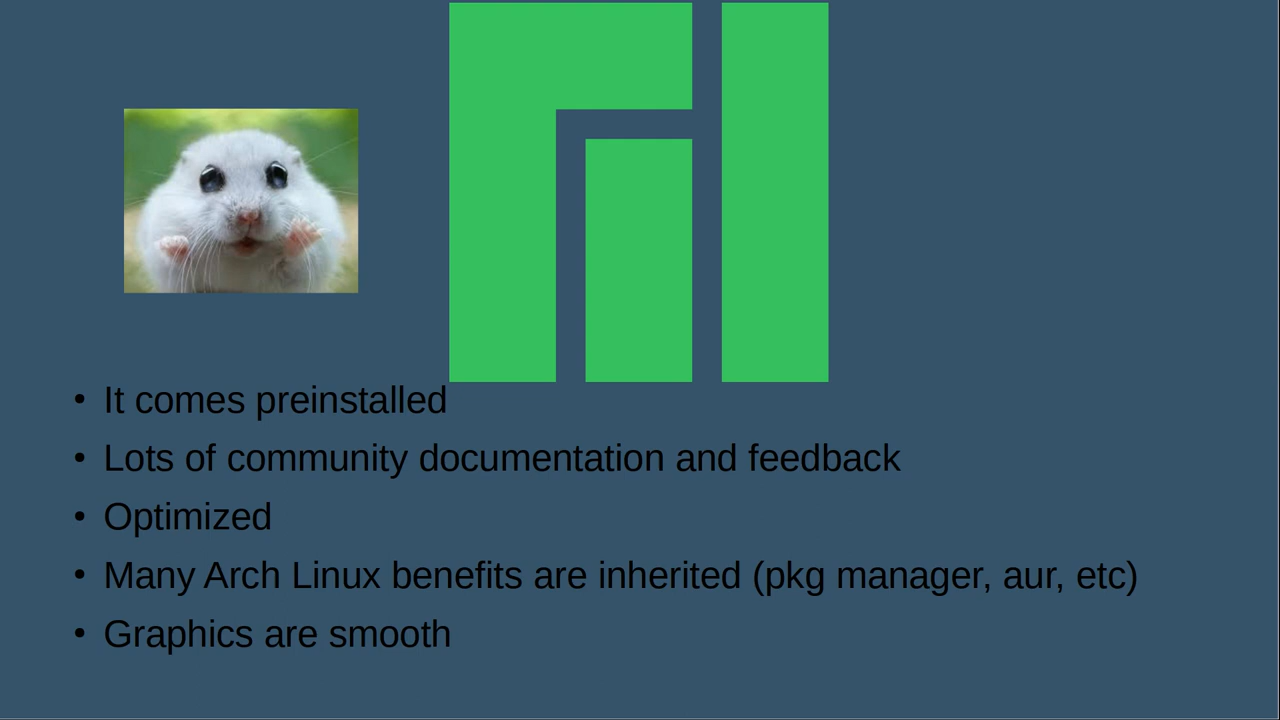 • It comes preinstalled
• Lots of community documentation and feedback
• Optimized
• Many Arch Linux benefits are inherited (pkg manager, aur, etc)
• Graphics are smooth